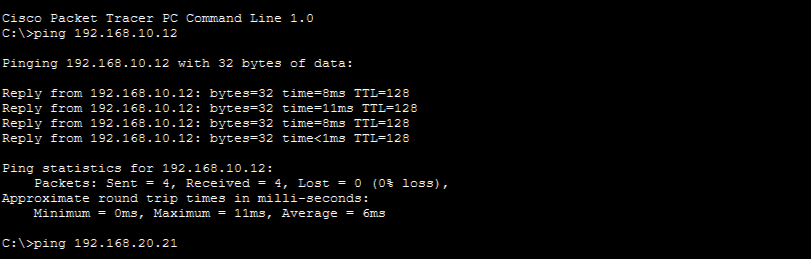 Cisco Packet Tracer PC Command Line 1.0
C:\>ping 192.168.10.12
Pinging 192.168.10.12 with 32 bytes of data:
Reply from 192.168.10.12: bytes=32 time=8ms TTL=128
Reply from 192.168.10.12: bytes=32 time=11ms TTL=128
Reply from 192.168.10.12: bytes=32 time=8ms TTL=128
Reply from 192.168.10.12: bytes=32 time<1ms TTL=128
Ping statistics for 192.168.10.12:
Packets: Sent = 4, Received = 4, Lost = 0 (0% loss),
Approximate round trip times in milli-seconds:
Minimum = 0ms, Maximum = 11ms, Average = 6ms
C:\>ping 192.168.20.21